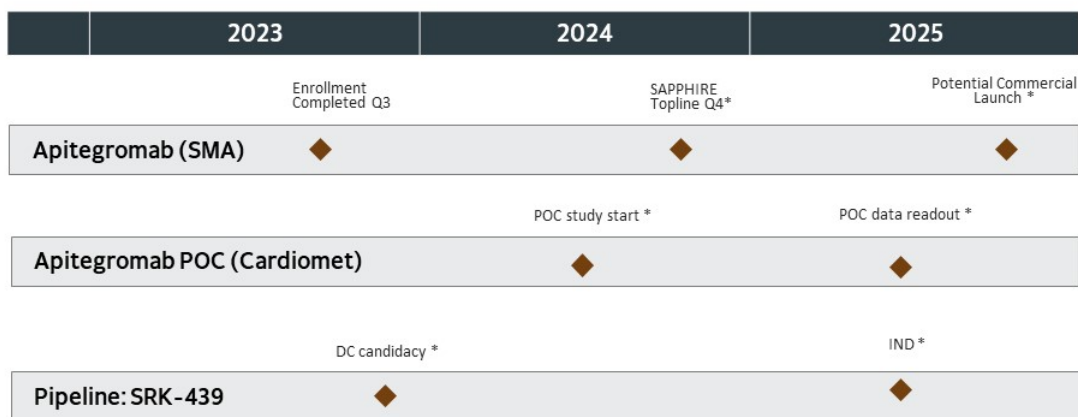 2023 2024 2025
Enrollment
Completed Q3
SAPPHIRE
Topline Q4*
Potential Commercial
Launch *
Apitegromab (SMA)
POC study start *
POC data readout *
Apitegromab POC (Cardiomet)
DC candidacy *
IND *
Pipeline: SRK-439